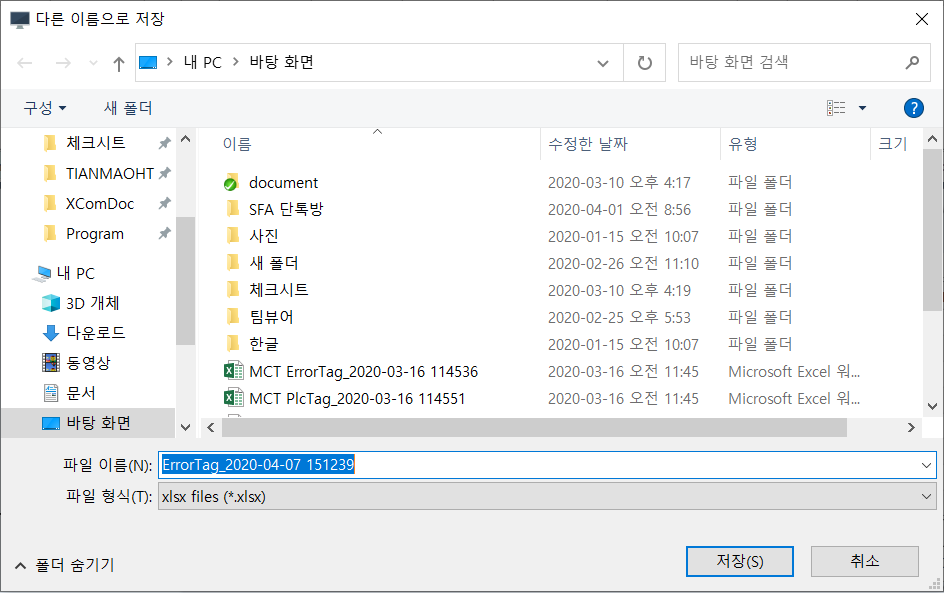 다른 이름으로 저장
내 PC > 바탕 화면
바탕 화면 검색
구성
새 폴더
?
체크시트
TIANMAOHT
XComDoc
Program
내 PC
3D 개체
다운로드
동영상
문서
바탕 화면
이름 수정한 날짜 유형 크기
document 2020-03-10 오후 4:17 파일 폴더
SFA 단톡방 2020-04-01 오전 8:56 파일 폴더
사진 2020-01-15 오전 10:07 파일 폴더
새 폴더 2020-02-26 오전 11:10 파일 폴더
체크시트 2020-03-10 오후 4:19 파일 폴더
팀뷰어 2020-02-25 오후 5:53 파일 폴더
한글 2020-01-15 오전 10:07 파일 폴더
MCT ErrorTag_2020-03-16 114536 2020-03-16 오전 11:45 Microsoft Excel 워...
MCT PlcTag_2020-03-16 114551 2020-03-16 오전 11:45 Microsoft Excel 워...
파일 이름(N): ErrorTag_2020-04-07 151239
파일 형식(T): xlsx files (*.xlsx)
폴더 숨기기
저장(S)
취소